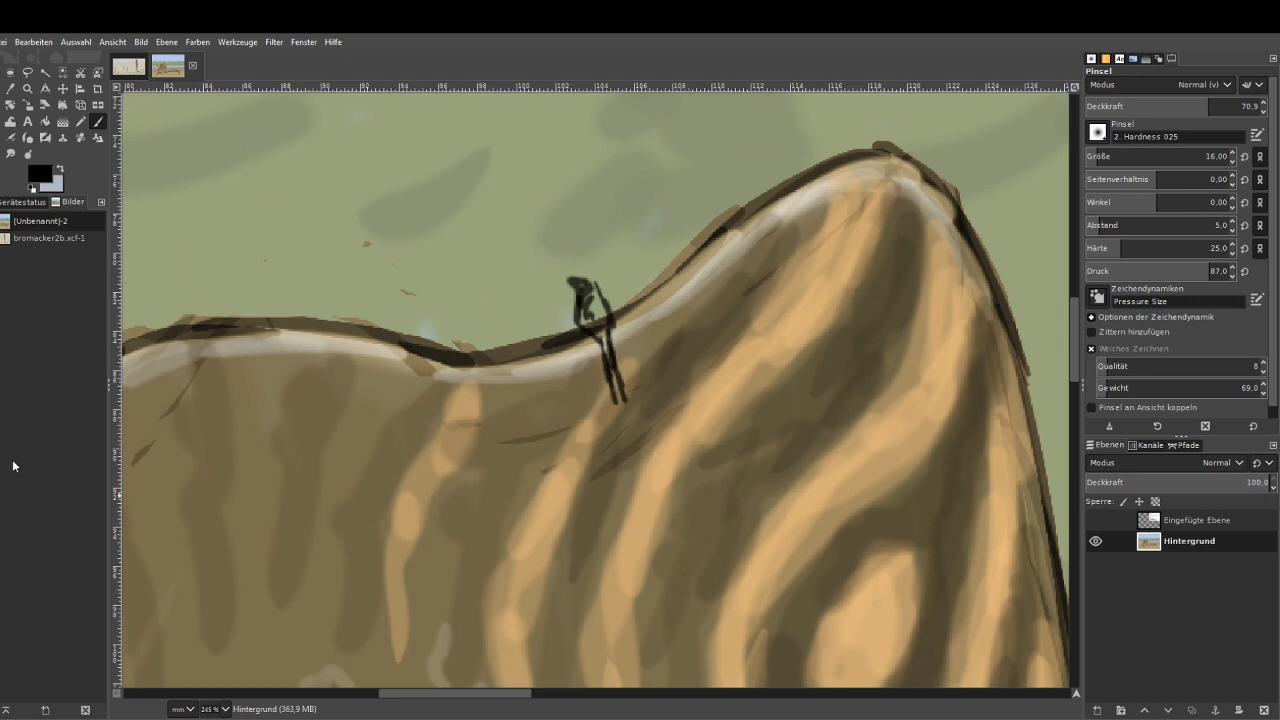 Bearbeiten Auswahl Ansicht Bild Ebene Farben Werkzeuge Filter Fenster Hilfe
Pinsel
Modus Normal (v)
Deckkraft 70,9
Pinsel
2. Hardness 025
Größe 16,00
Seitenverhältnis 0,00
Winkel 0,00
Abstand 5,0
Härte 25,0
Druck 87,0
Zeichendynamiken
Pressure Size
Optionen der Zeichendynamik
Zittern hinzufügen
Weiches Zeichnen
Qualität 8
Gewicht 69,0
Pinsel an Ansicht koppeln
Ebenen Kanäle Pfade
Modus Normal
Deckkraft 100,0
Sperre:
Eingefügte Ebene
Hintergrund
Gerätestatus Bilder
[Unbenannt]-2
bromacker2b.xcf-1
mm 245 % Hintergrund (363,9 MB)